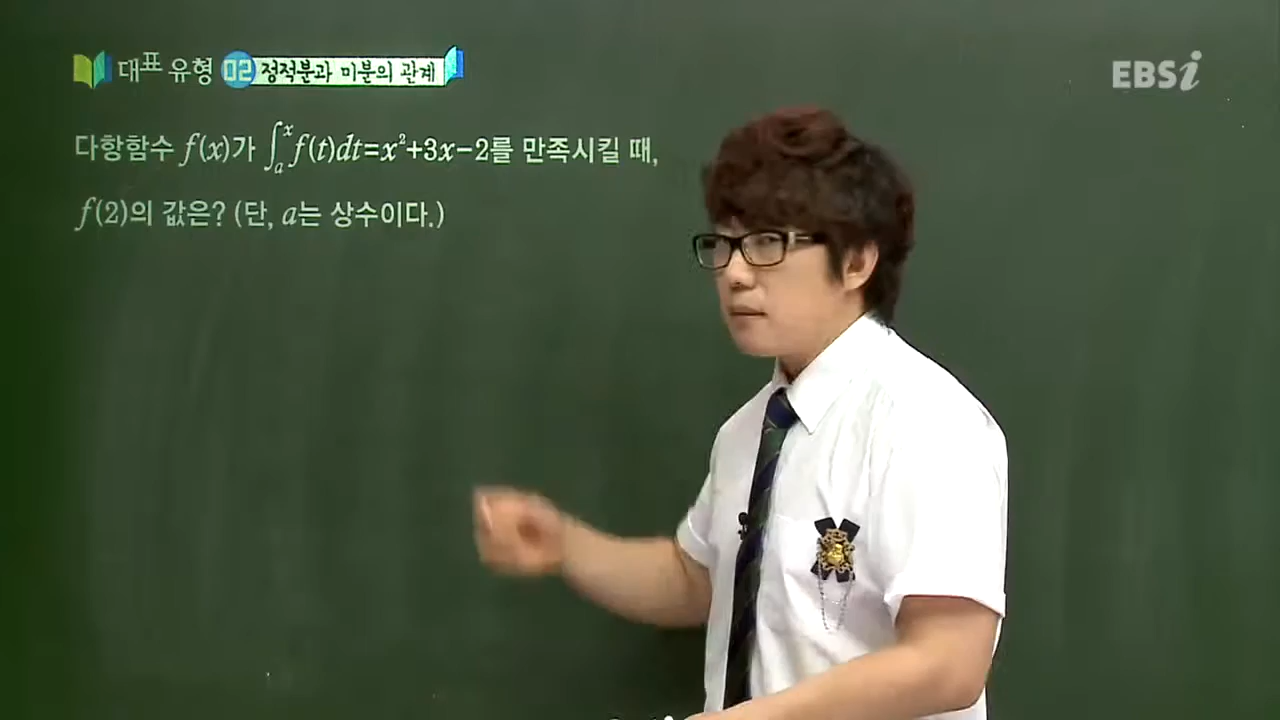 대표 유형 02 정적분과 미분의 관계
EBSi
다항함수 f(x)가 ∫ₐˣ f(t)dt=x²+3x−2를 만족시킬 때,
f(2)의 값은? (단, a는 상수이다.)